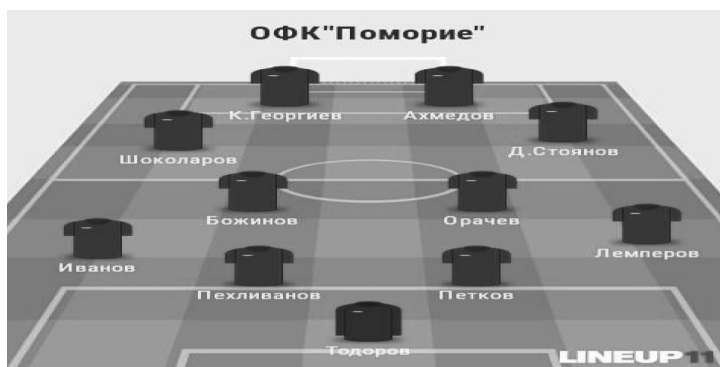 ОФК"Поморие"
К.Георгиев
Ахмедов
Шоколаров
Д.Стоянов
Божинов
Орачев
Иванов
Лемперов
Пехливанов
Петков
Тодоров
LINEUP11